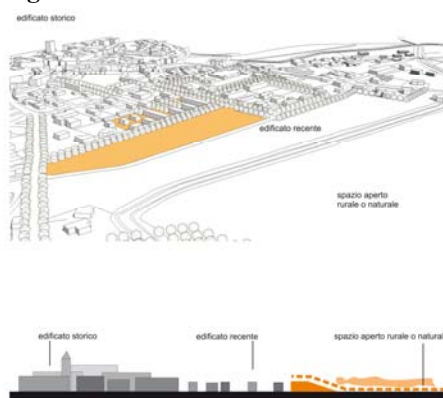 edificato storico
edificato recente
spazio aperto
rurale o naturale
edificato storico
edificato recente
spazio aperto rurale o natural